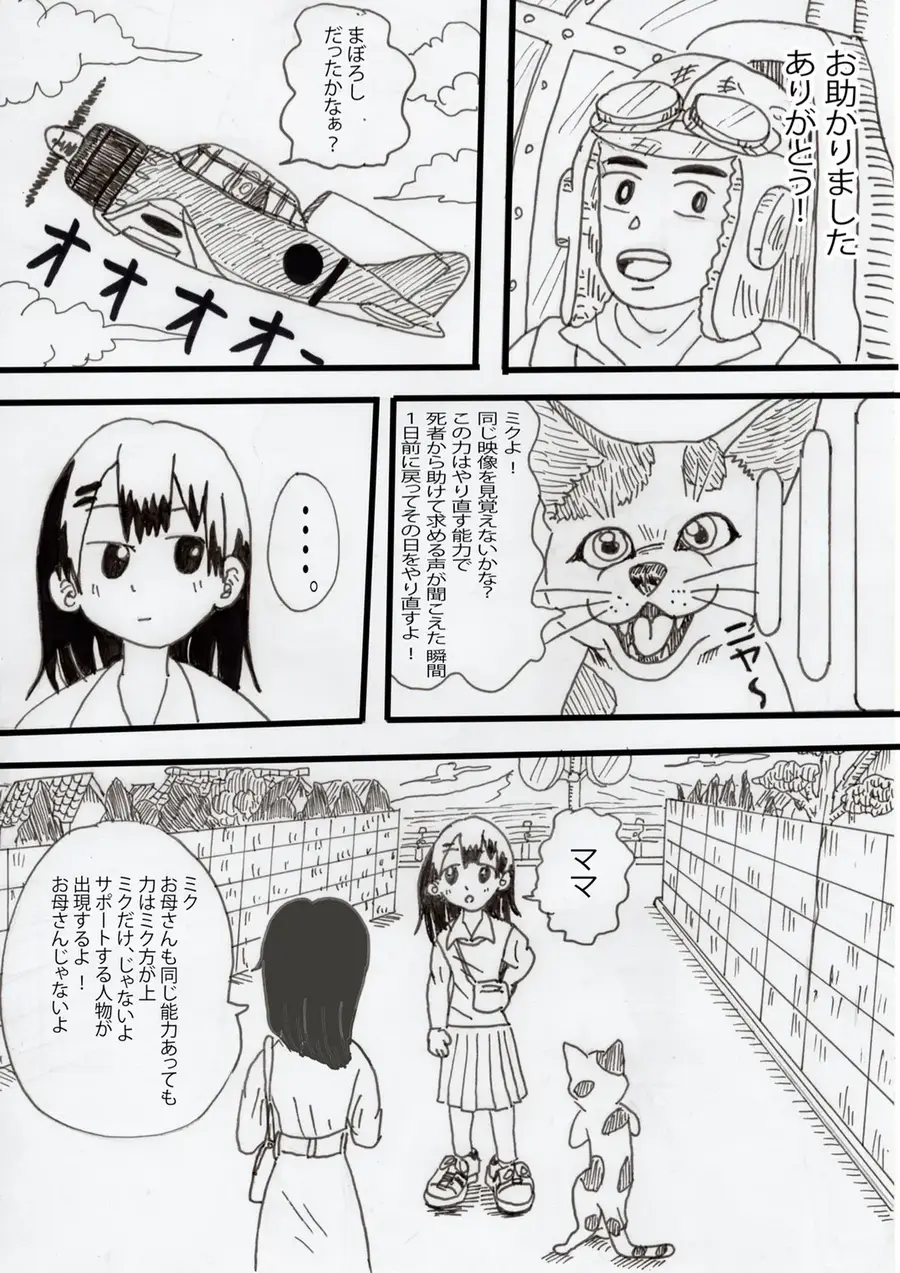 お助かりました
ありがとう!
まぼろし
だったかなぁ?
オオオオー
ミクよ!
同じ映像を見覚えないかな?
この力はやり直す能力で
死者から助けて求める声が聞こえた瞬間
1日前に戻ってその日をやり直すよ!
ニャ〜
・・・・。
ママ
ミク
お母さんも同じ能力あっても
力はミク方が上
ミクだけ、じゃないよ
サポートする人物が
出現するよ!
お母さんじゃないよ